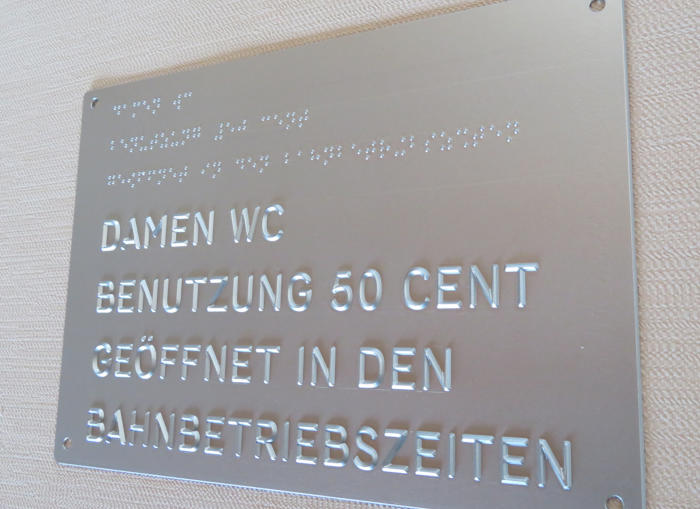 DAMEN WC
BENUTZUNG 50 CENT
GEÖFFNET IN DEN
BAHNBETRIEBSZEITEN